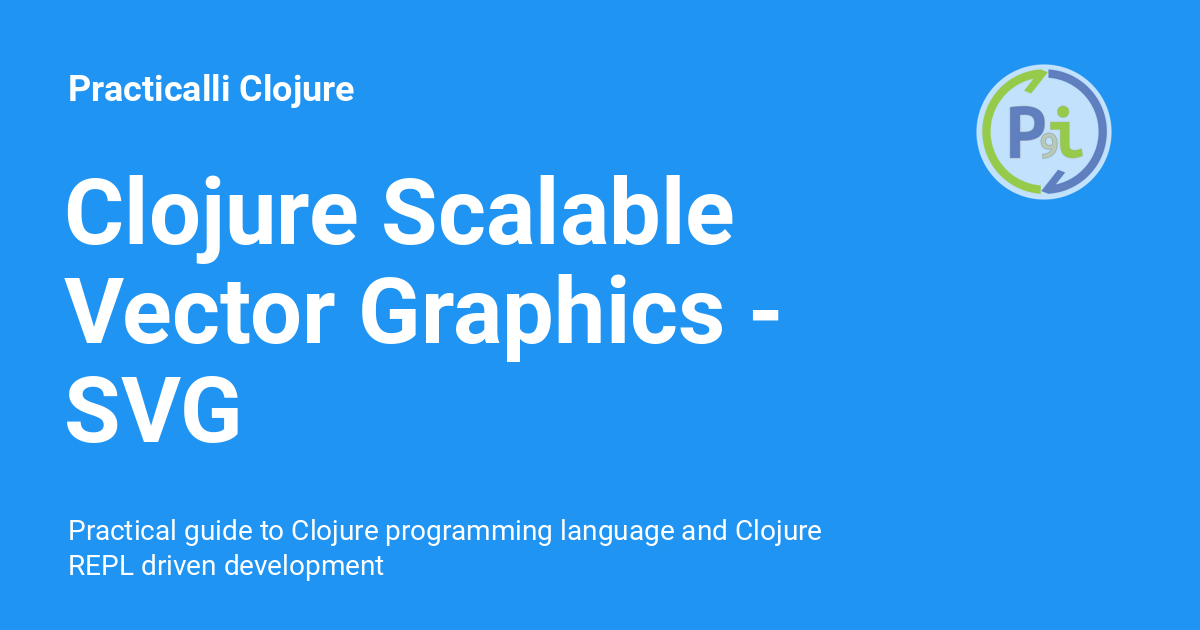 Practicalli Clojure
P9i
Clojure Scalable
Vector Graphics -
SVG
Practical guide to Clojure programming language and Clojure
REPL driven development